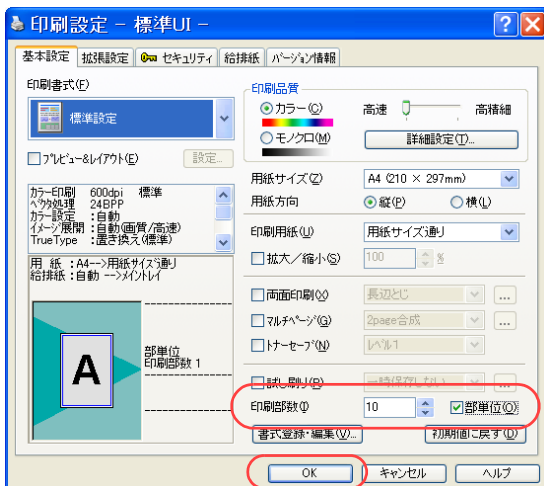 印刷設定 － 標準UI －
基本設定 拡張設定 セキュリティ 給排紙 バージョン情報
印刷書式(F)
標準設定
プレビュー&レイアウト(E) 設定...
カラー印刷 600dpi 標準
ベクタ処理 24BPP
カラー設定 :自動
イメージ展開 :自動(画質/高速)
TrueType :置き換え(標準)
用 紙 :A4-->用紙サイズ通り
給排紙:自動 -->メイントレイ
A
部単位
印刷部数 1
印刷品質
カラー(C) 高速 高精細
モノクロ(M) 詳細設定(T)...
用紙サイズ(Z) A4 (210 × 297mm)
用紙方向 縦(P) 横(L)
印刷用紙(U) 用紙サイズ通り
拡大／縮小(S) 100 %
両面印刷(X) 長辺とじ ...
マルチページ(G) 2page合成 ...
トナーセーブ(N) レベル1
試し刷り(R) 一時保存しない ...
印刷部数(I) 10 部単位(O)
書式登録・編集(V)... 初期値に戻す(D)
OK キャンセル ヘルプ